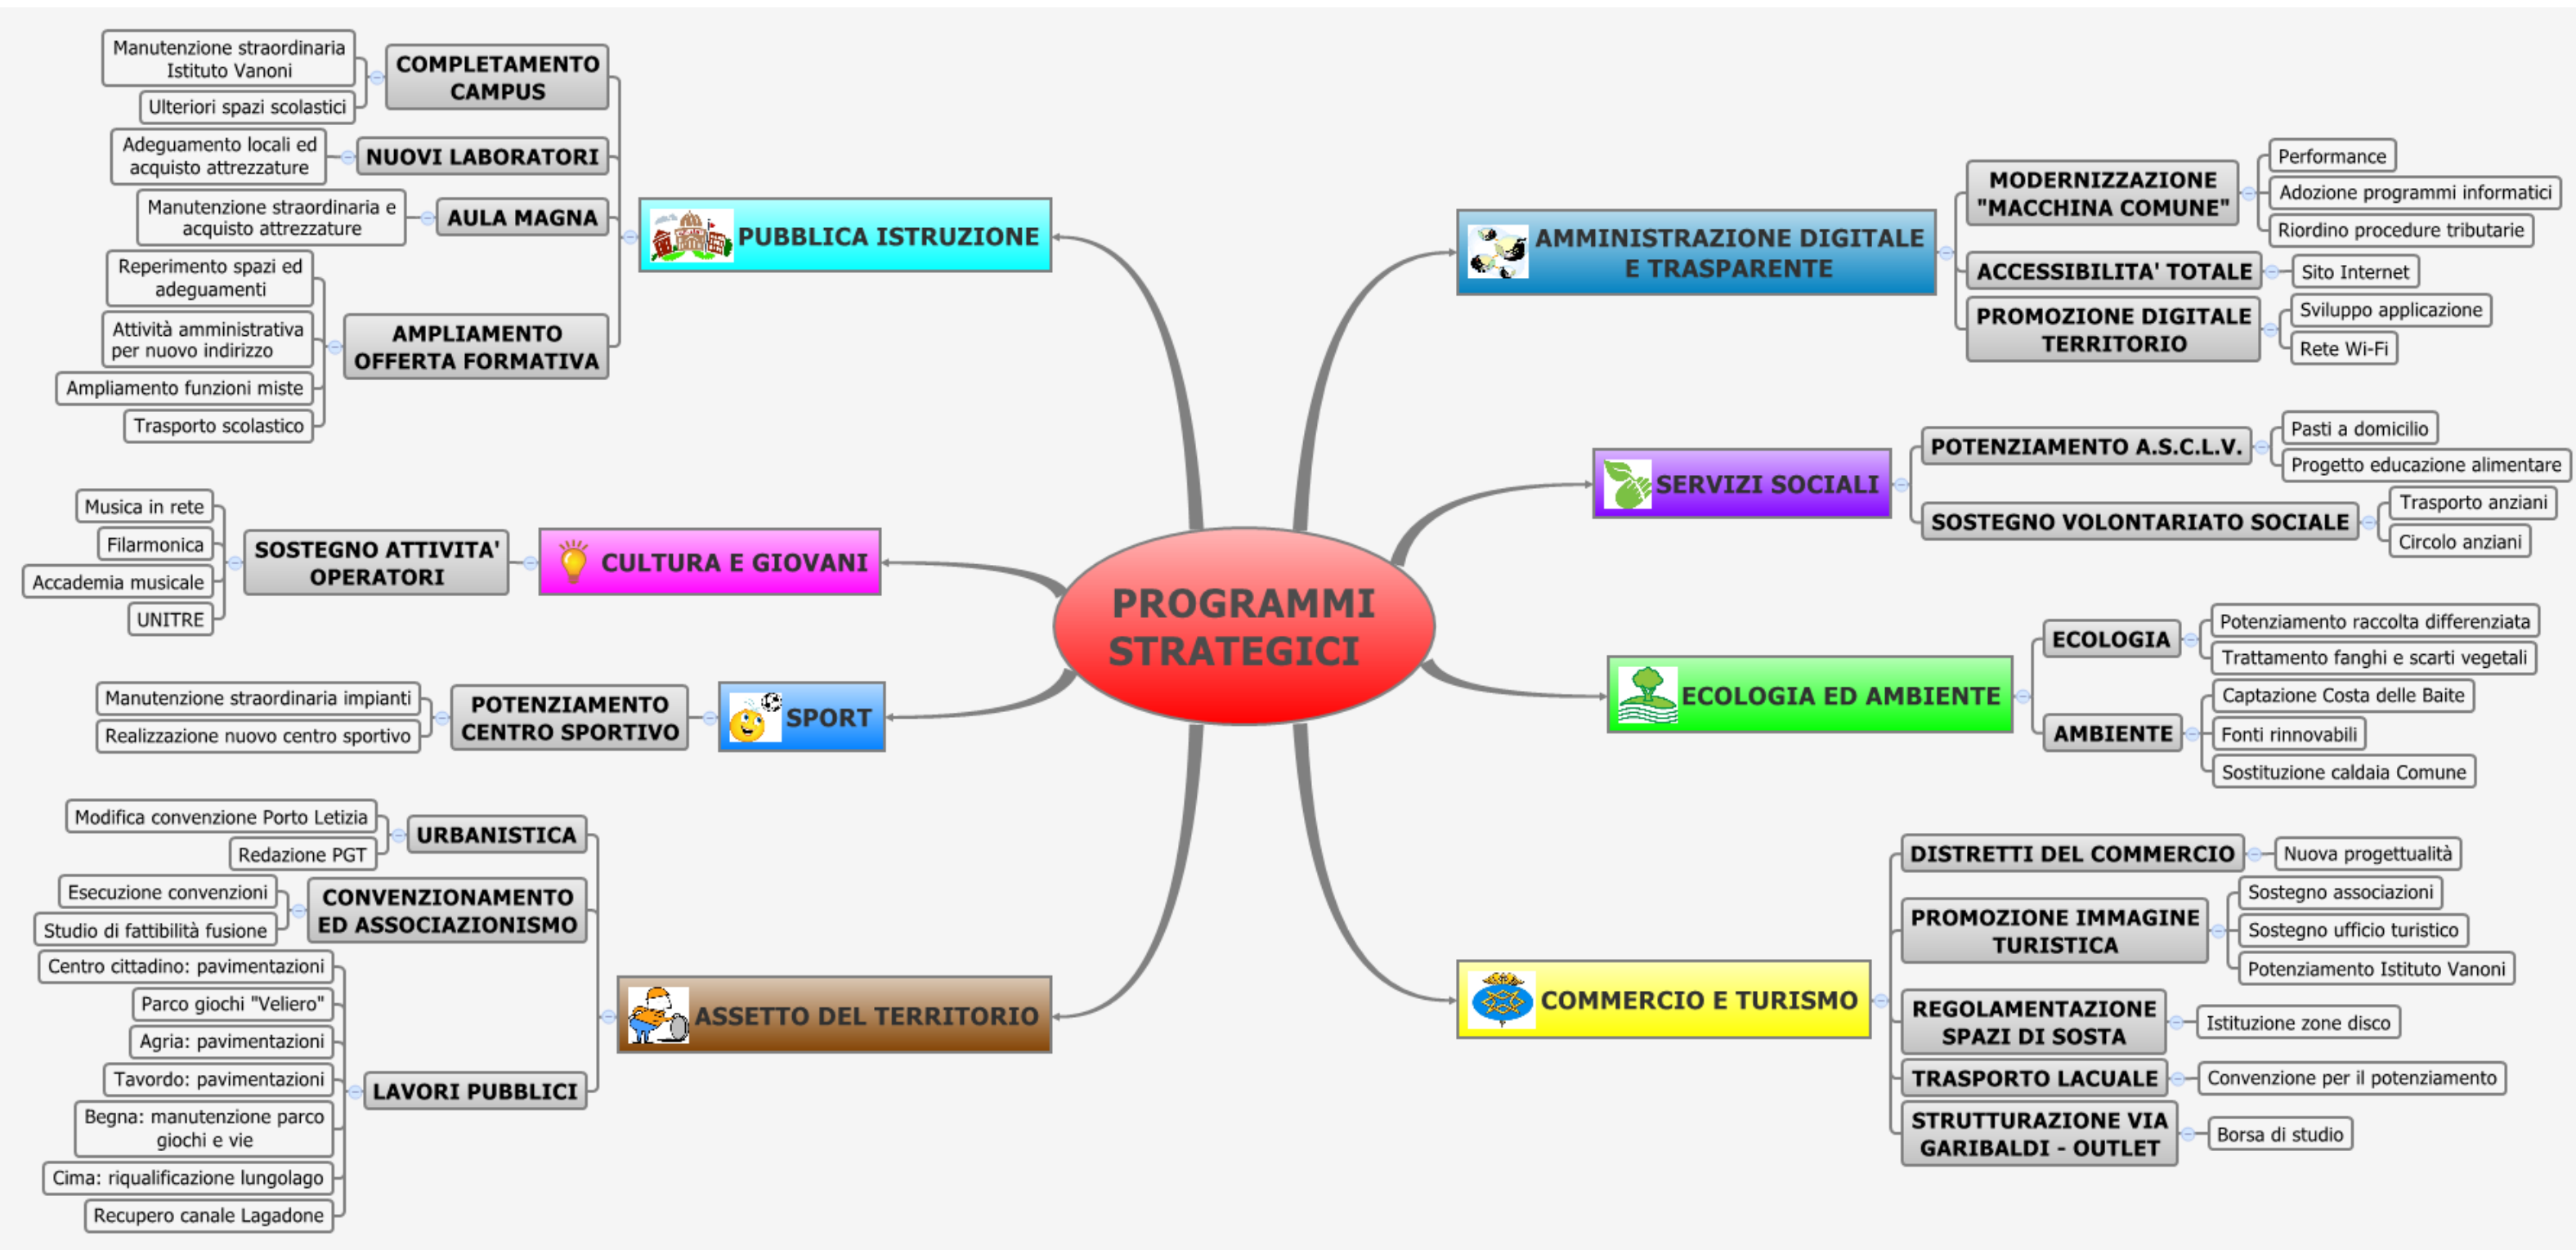 PROGRAMMI
STRATEGICI
PUBBLICA ISTRUZIONE
COMPLETAMENTO
CAMPUS
Manutenzione straordinaria
Istituto Vanoni
Ulteriori spazi scolastici
NUOVI LABORATORI
Adeguamento locali ed
acquisto attrezzature
AULA MAGNA
Manutenzione straordinaria e
acquisto attrezzature
AMPLIAMENTO
OFFERTA FORMATIVA
Reperimento spazi ed
adeguamenti
Attività amministrativa
per nuovo indirizzo
Ampliamento funzioni miste
Trasporto scolastico
CULTURA E GIOVANI
SOSTEGNO ATTIVITA'
OPERATORI
Musica in rete
Filarmonica
Accademia musicale
UNITRE
SPORT
POTENZIAMENTO
CENTRO SPORTIVO
Manutenzione straordinaria impianti
Realizzazione nuovo centro sportivo
ASSETTO DEL TERRITORIO
URBANISTICA
Modifica convenzione Porto Letizia
Redazione PGT
CONVENZIONAMENTO
ED ASSOCIAZIONISMO
Esecuzione convenzioni
Studio di fattibilità fusione
LAVORI PUBBLICI
Centro cittadino: pavimentazioni
Parco giochi "Veliero"
Agria: pavimentazioni
Tavordo: pavimentazioni
Begna: manutenzione parco
giochi e vie
Cima: riqualificazione lungolago
Recupero canale Lagadone
AMMINISTRAZIONE DIGITALE
E TRASPARENTE
MODERNIZZAZIONE
"MACCHINA COMUNE"
Performance
Adozione programmi informatici
Riordino procedure tributarie
ACCESSIBILITA' TOTALE
Sito Internet
PROMOZIONE DIGITALE
TERRITORIO
Sviluppo applicazione
Rete Wi-Fi
SERVIZI SOCIALI
POTENZIAMENTO A.S.C.L.V.
Pasti a domicilio
Progetto educazione alimentare
SOSTEGNO VOLONTARIATO SOCIALE
Trasporto anziani
Circolo anziani
ECOLOGIA ED AMBIENTE
ECOLOGIA
Potenziamento raccolta differenziata
Trattamento fanghi e scarti vegetali
AMBIENTE
Captazione Costa delle Baite
Fonti rinnovabili
Sostituzione caldaia Comune
COMMERCIO E TURISMO
DISTRETTI DEL COMMERCIO
Nuova progettualità
PROMOZIONE IMMAGINE
TURISTICA
Sostegno associazioni
Sostegno ufficio turistico
Potenziamento Istituto Vanoni
REGOLAMENTAZIONE
SPAZI DI SOSTA
Istituzione zone disco
TRASPORTO LACUALE
Convenzione per il potenziamento
STRUTTURAZIONE VIA
GARIBALDI - OUTLET
Borsa di studio